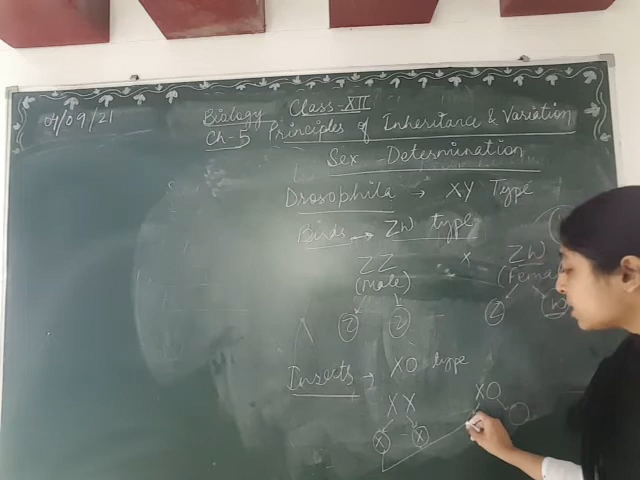 04/09/21 Biology Class-XII
Ch-5 Principles of Inheritance & Variation
Sex Determination
Drosophila → XY Type
Birds → ZW type
ZZ x ZW
(Male) (Fema
Z Z Z W
Insects → XO type
XX XO
X X